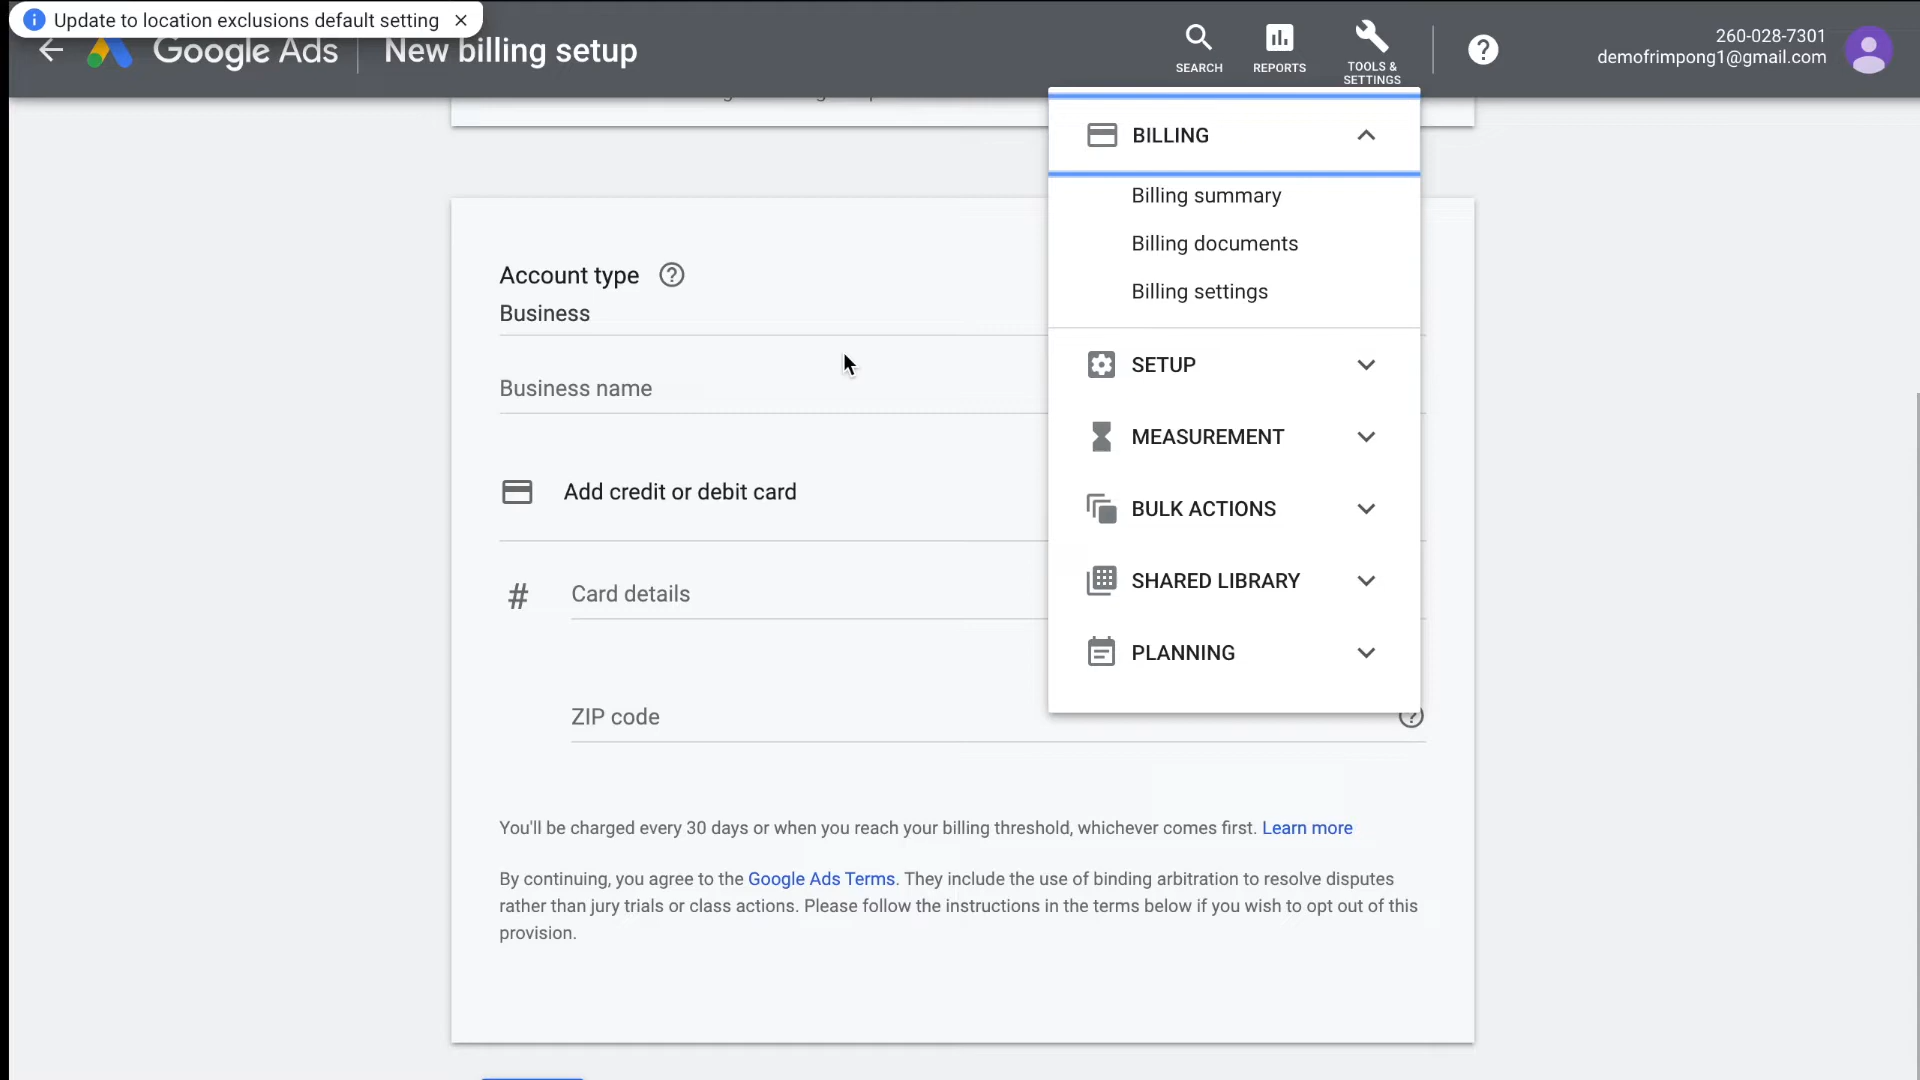 Update to location exclusions default setting
Google Ads
New billing setup
SEARCH
REPORTS
TOOLS &
SETTINGS
260-028-7301
demofrimpong1@gmail.com
BILLING
Billing summary
Billing documents
Billing settings
SETUP
MEASUREMENT
BULK ACTIONS
SHARED LIBRARY
PLANNING
Account type
Business
Business name
Add credit or debit card
# Card details
ZIP code
You'll be charged every 30 days or when you reach your billing threshold, whichever comes first. Learn more
By continuing, you agree to the Google Ads Terms. They include the use of binding arbitration to resolve disputes
rather than jury trials or class actions. Please follow the instructions in the terms below if you wish to opt out of this
provision.